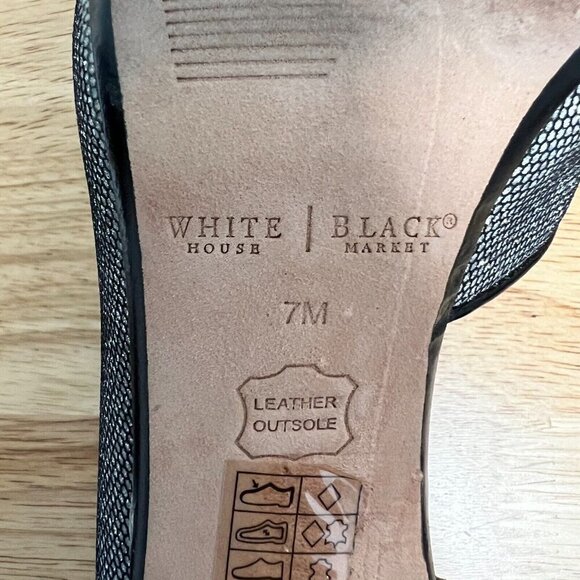 WHITE | BLACK®
HOUSE MARKET
7M
LEATHER
OUTSOLE